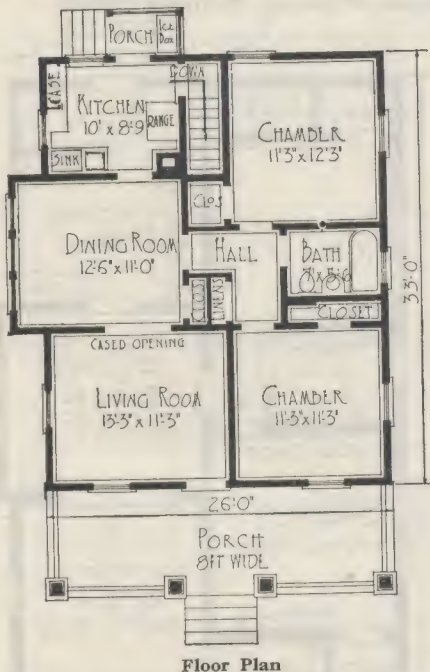 PORCH
ICE
BOX
CASE
DOWN
KITCHEN
10' x 8'-9
RANGE
SINK
CHAMBER
11'3" x 12'3"
CLOS
DINING ROOM
12'-6" x 11'-0"
HALL
BATH
CLOS
LINENS
CLOSET
33'-0"
CASED OPENING
LIVING ROOM
13'-3" x 11'-3"
CHAMBER
11'-3" x 11'-3"
26'-0"
PORCH
8FT WIDE
Floor Plan